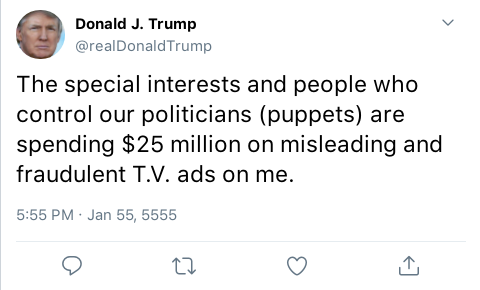 Donald J. Trump
@realDonaldTrump
The special interests and people who
control our politicians (puppets) are
spending $25 million on misleading and
fraudulent T.V. ads on me.
5:55 PM · Jan 55, 5555